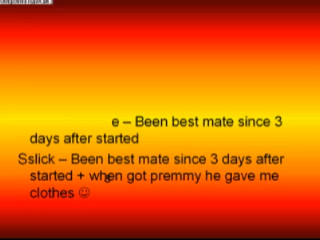 e – Been best mate since 3
days after started
Sslick – Been best mate since 3 days after
started + when got premmy he gave me
clothes ☺